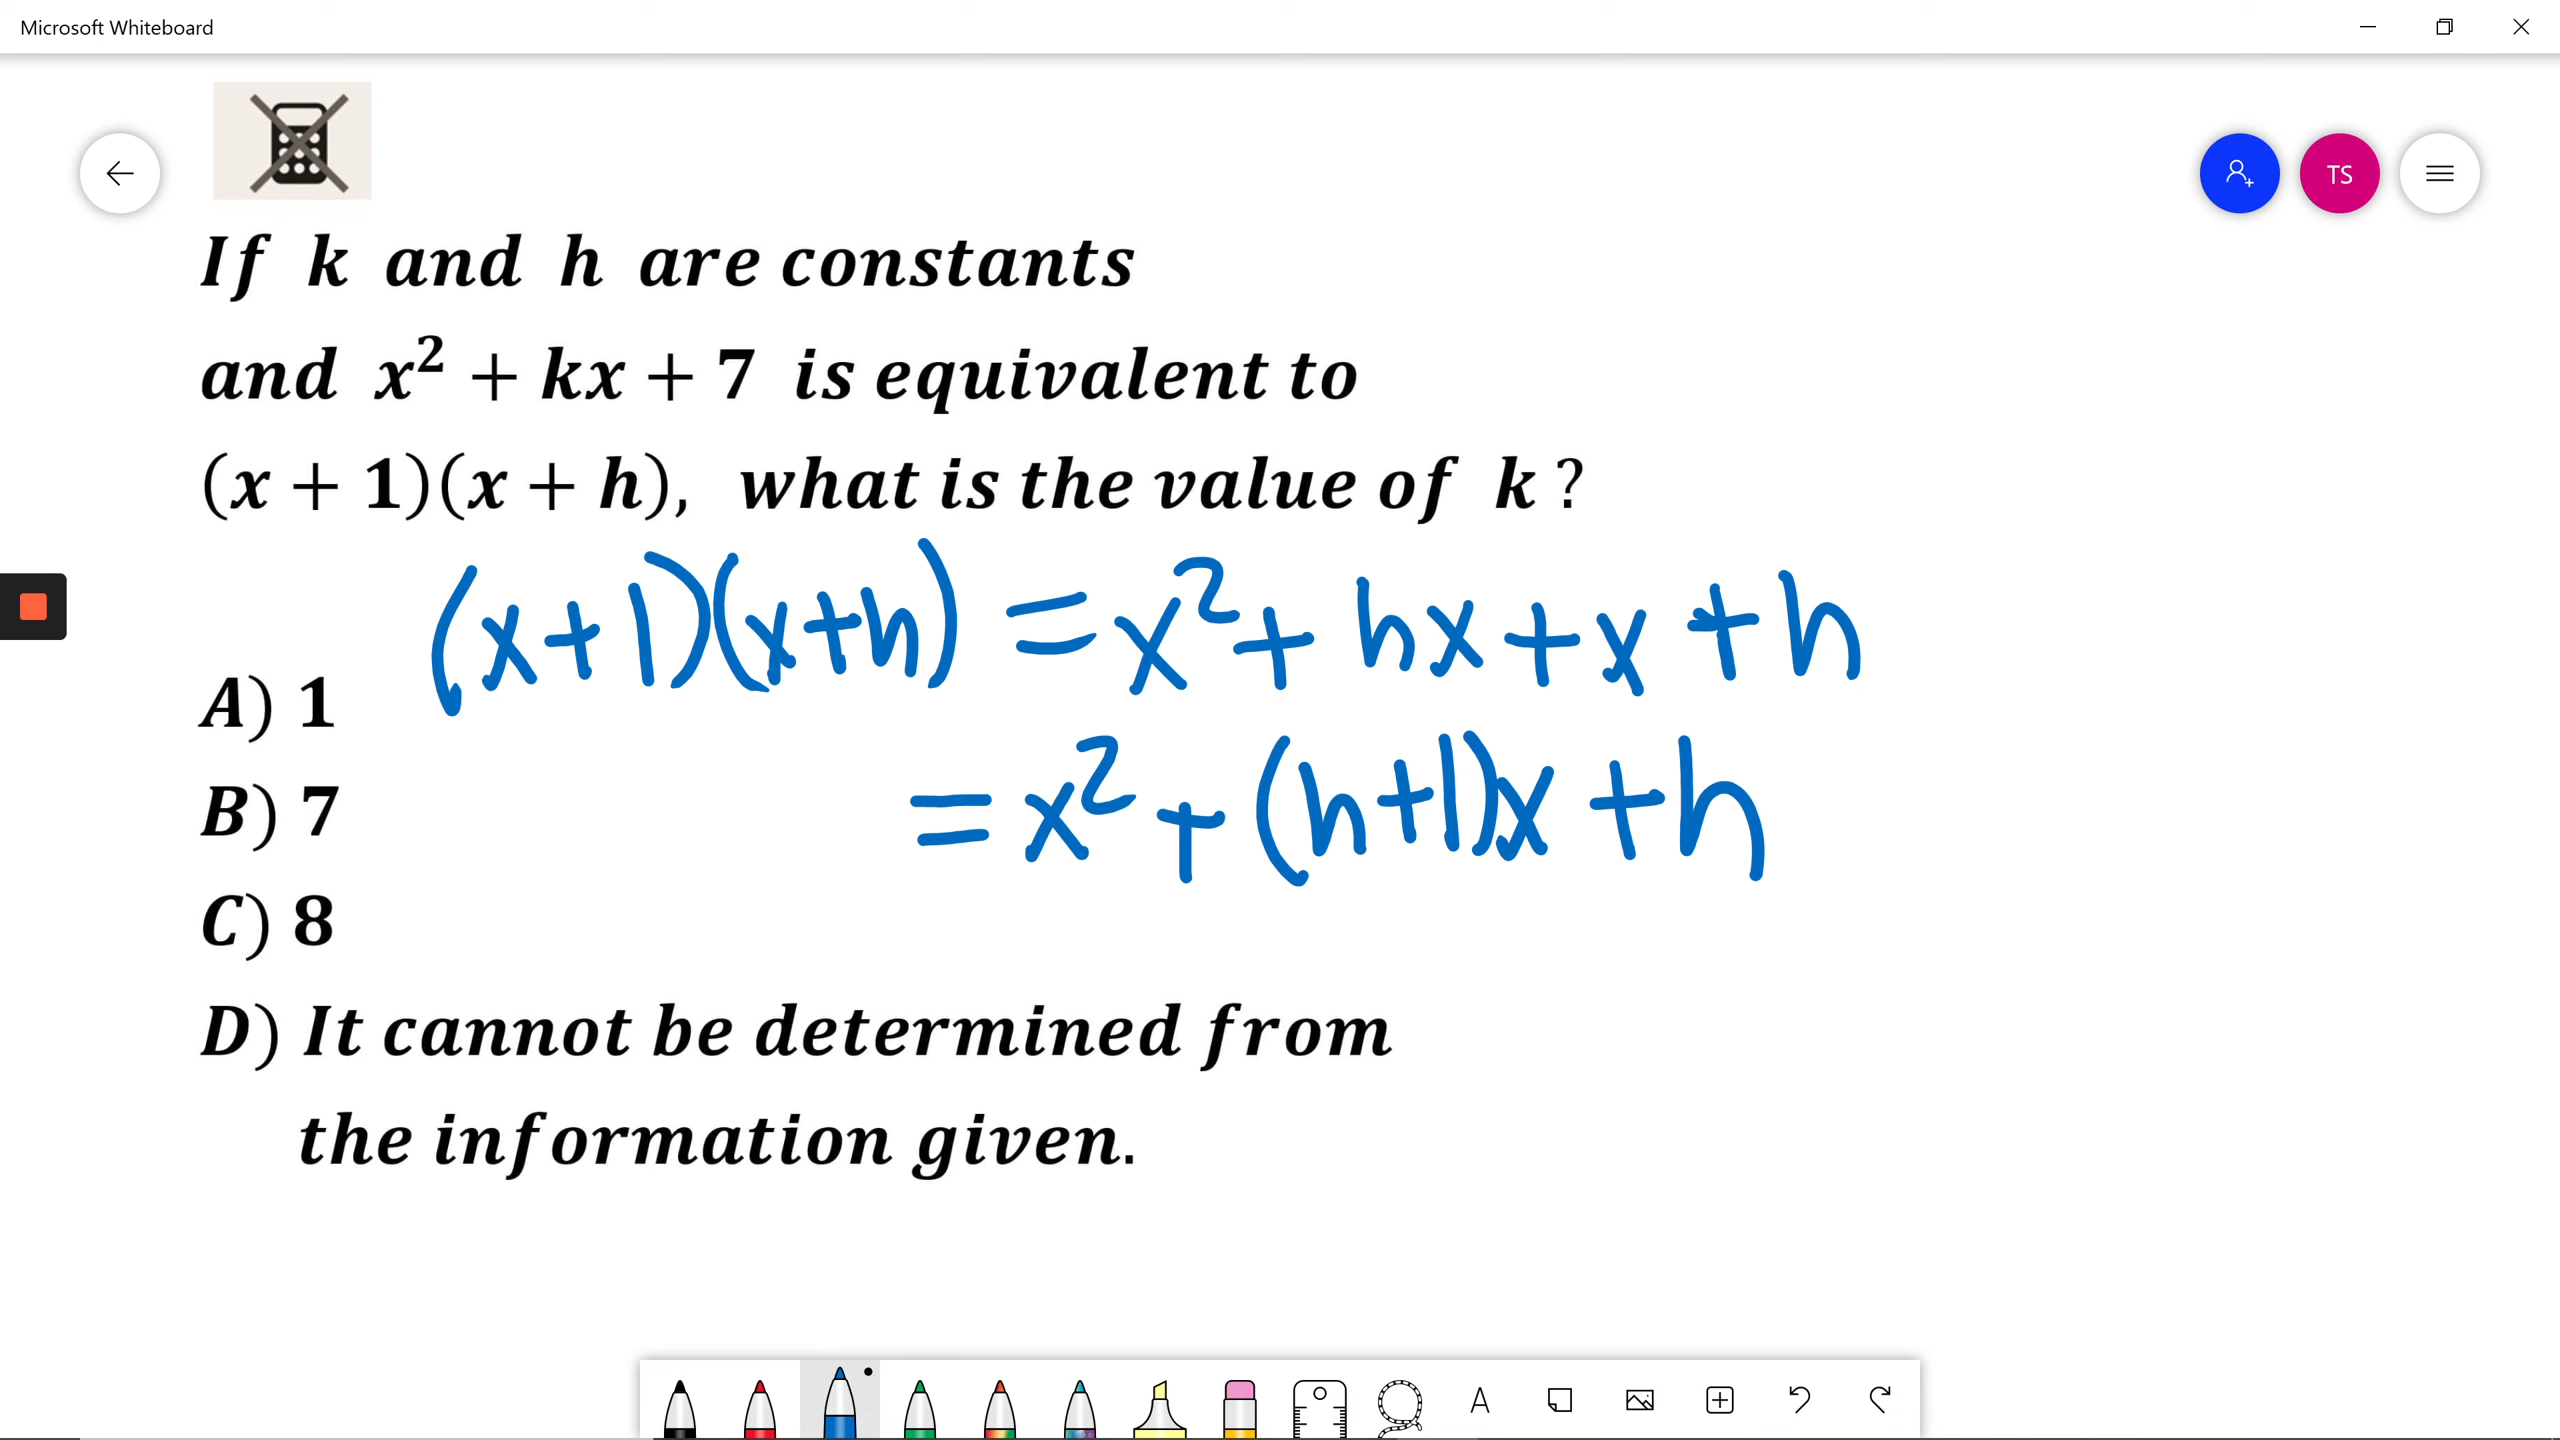 Microsoft Whiteboard
TS
If k and h are constants
and x² + kx + 7 is equivalent to
(x + 1)(x + h), what is the value of k ?
(x+1)(x+h) = x² + hx + x + h
= x² + (h+1)x + h
A) 1
B) 7
C) 8
D) It cannot be determined from
the information given.
A